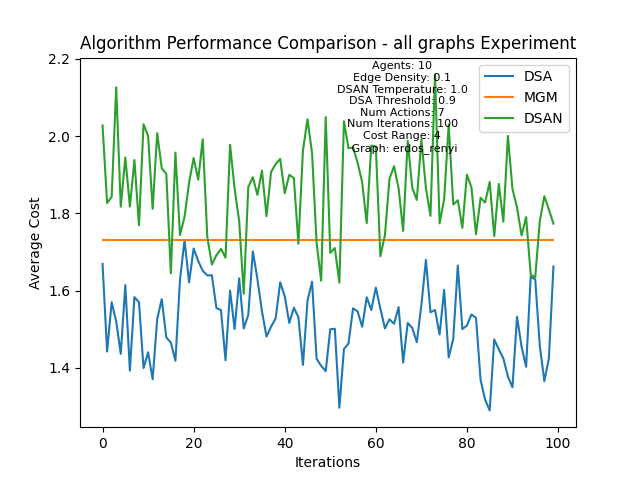 Algorithm Performance Comparison - all graphs Experiment
Agents: 10
Edge Density: 0.1
DSAN Temperature: 1.0
DSA Threshold: 0.9
Num Actions: 7
Num Iterations: 100
Cost Range: 4
Graph: erdos_renyi
DSA
MGM
DSAN
Average Cost
2.2
2.0
1.8
1.6
1.4
0
20
40
60
80
100
Iterations